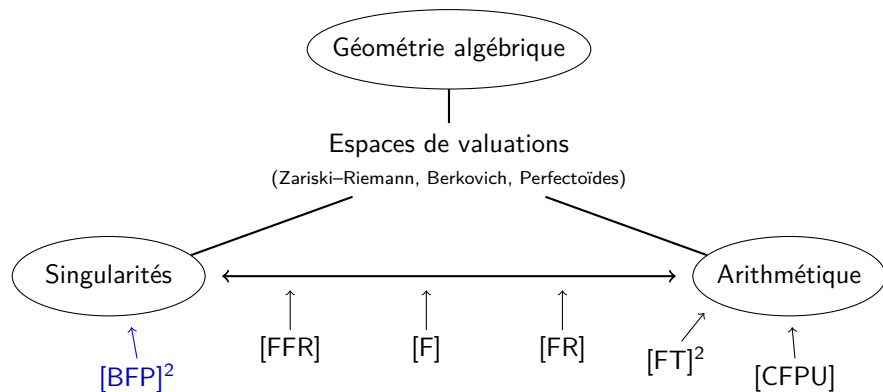 Géométrie algébrique
Espaces de valuations
(Zariski–Riemann, Berkovich, Perfectoïdes)
Singularités
Arithmétique
[BFP]²
[FFR]
[F]
[FR]
[FT]²
[CFPU]